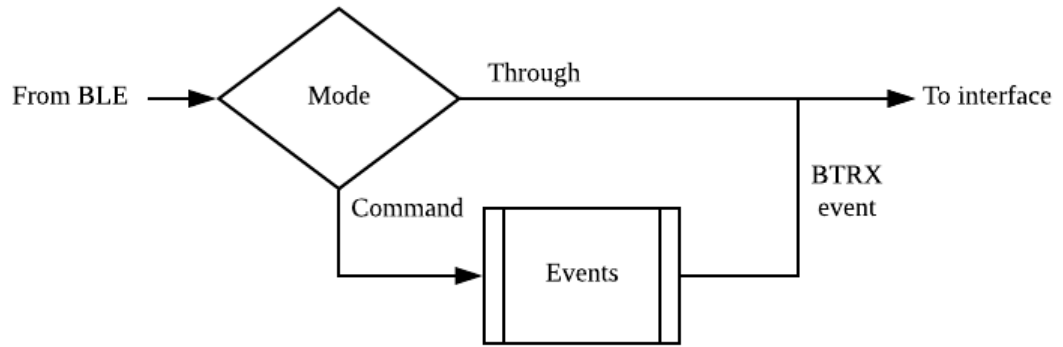 Through
From BLE
Mode
To interface
BTRX
event
Command
Events